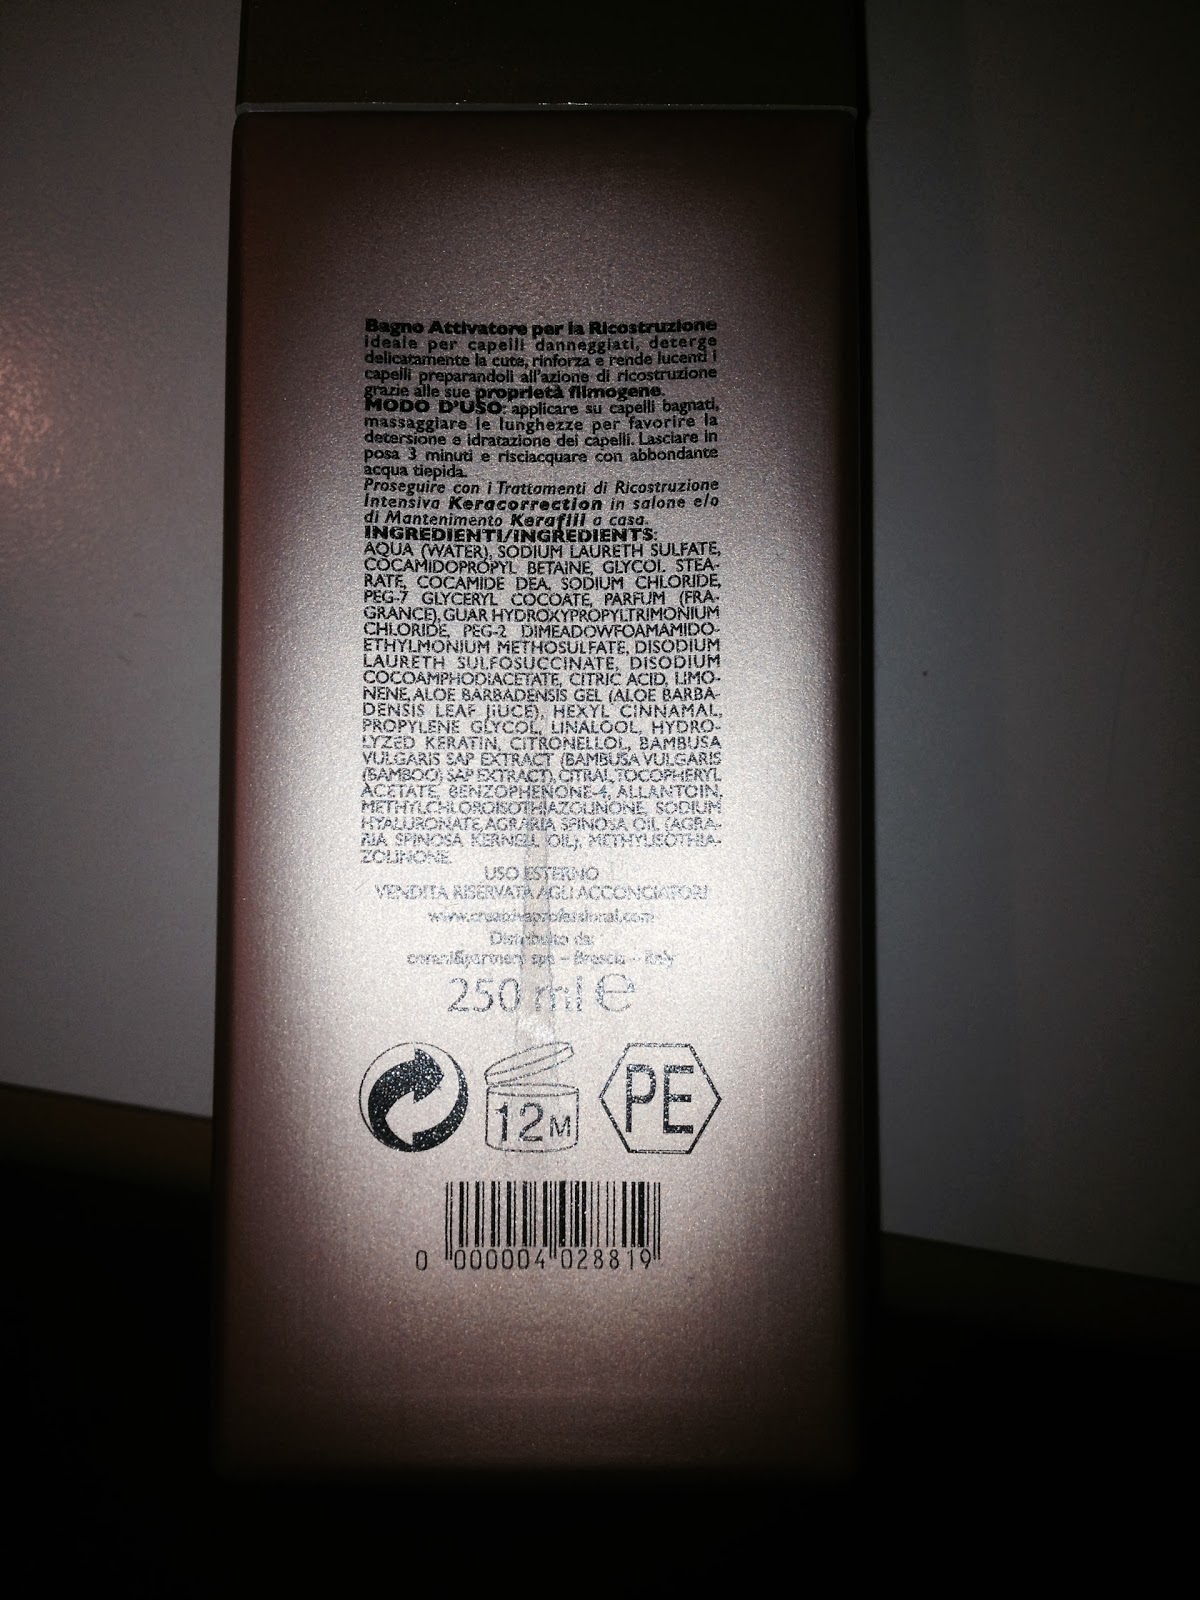 Bagno Attivatore per la Ricostruzione
ideale per capelli danneggiati, deterge
delicatamente la cute, rinforza e rende lucenti i
capelli preparandoli all'azione di ricostruzione
grazie alle sue proprietà filmogene.
MODO D'USO: applicare su capelli bagnati,
massaggiare le lunghezze per favorire la
detersione e idratazione dei capelli. Lasciare in
posa 3 minuti e risciacquare con abbondante
acqua tiepida.
Proseguire con i Trattamenti di Ricostruzione
Intensiva Keracorrection in salone e/o
di Mantenimento Kerafill a casa.
INGREDIENTI/INGREDIENTS:
AQUA (WATER), SODIUM LAURETH SULFATE,
COCAMIDOPROPYL BETAINE, GLYCOL STEA-
RATE, COCAMIDE DEA, SODIUM CHLORIDE,
PEG-7 GLYCERYL COCOATE, PARFUM (FRA-
GRANCE), GUAR HYDROXYPROPYLTRIMONIUM
CHLORIDE, PEG-2 DIMEADOWFOAMAMIDO-
ETHYLMONIUM METHOSULFATE, DISODIUM
LAURETH SULFOSUCCINATE, DISODIUM
COCOAMPHODIACETATE, CITRIC ACID, LIMO-
NENE, ALOE BARBADENSIS GEL (ALOE BARBA-
DENSIS LEAF JIUCE), HEXYL CINNAMAL,
PROPYLENE GLYCOL, LINALOOL, HYDRO-
LYZED KERATIN, CITRONELLOL, BAMBUSA
VULGARIS SAP EXTRACT (BAMBUSA VULGARIS
(BAMBOO) SAP EXTRACT), CITRAL, TOCOPHERYL
ACETATE, BENZOPHENONE-4, ALLANTOIN,
METHYLCHLOROISOTHIAZOLINONE, SODIUM
HYALURONATE, AGRARIA SPINOSA OIL (AGRA-
RIA SPINOSA KERNELL OIL), METHYLISOTHIA-
ZOLINONE.
USO ESTERNO
VENDITA RISERVATA AGLI ACCONCIATORI
Distribuito da:
spa – Brescia – Italy
250 ml e
12 M
PE
0 000004 028819